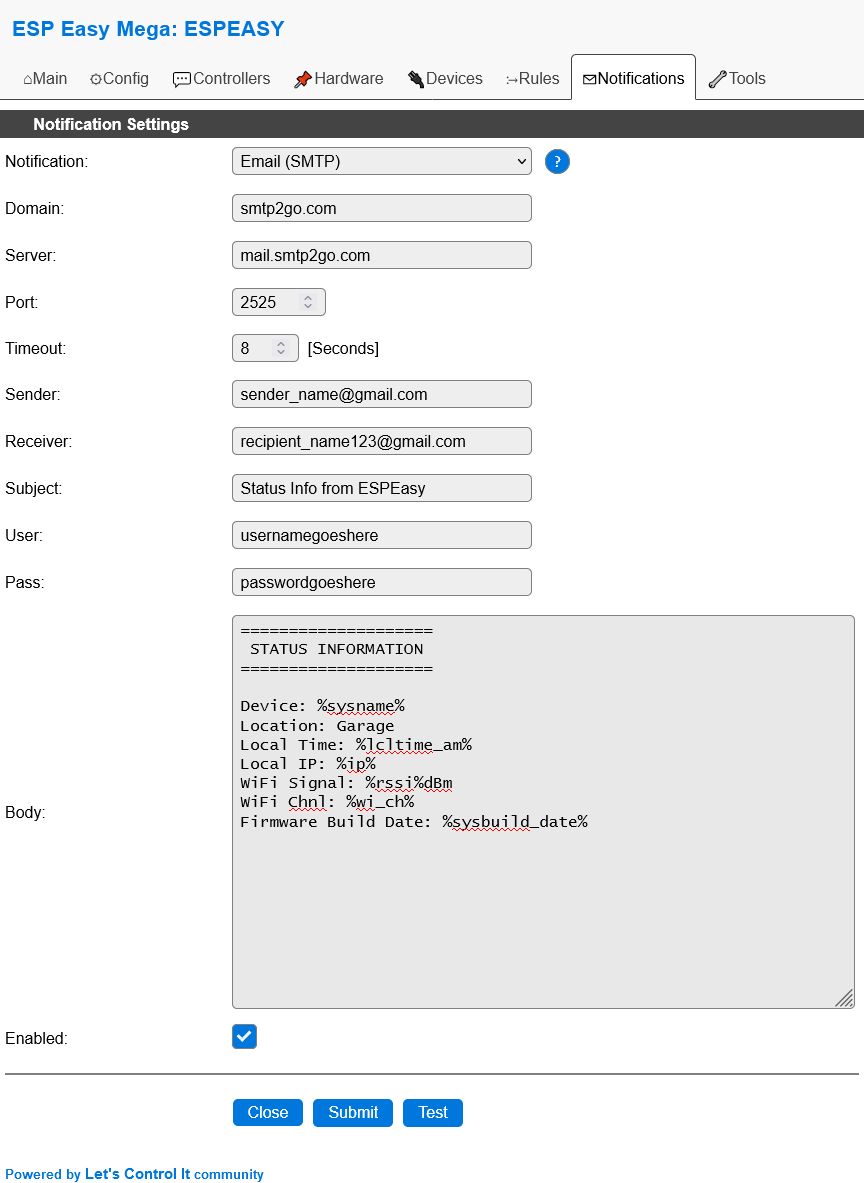 ESP Easy Mega: ESPEASY
⌂Main ⚙Config 💬Controllers 📌Hardware 🔌Devices Rules ✉Notifications 🔧Tools
Notification Settings
Notification: Email (SMTP) ?
Domain: smtp2go.com
Server: mail.smtp2go.com
Port: 2525
Timeout: 8 [Seconds]
Sender: sender_name@gmail.com
Receiver: recipient_name123@gmail.com
Subject: Status Info from ESPEasy
User: usernamegoeshere
Pass: passwordgoeshere
Body:
=====================
STATUS INFORMATION
=====================
Device: %sysname%
Location: Garage
Local Time: %lcltime_am%
Local IP: %ip%
WiFi Signal: %rssi%dBm
WiFi Chnl: %wi_ch%
Firmware Build Date: %sysbuild_date%
Enabled:
Close Submit Test
Powered by Let's Control It community